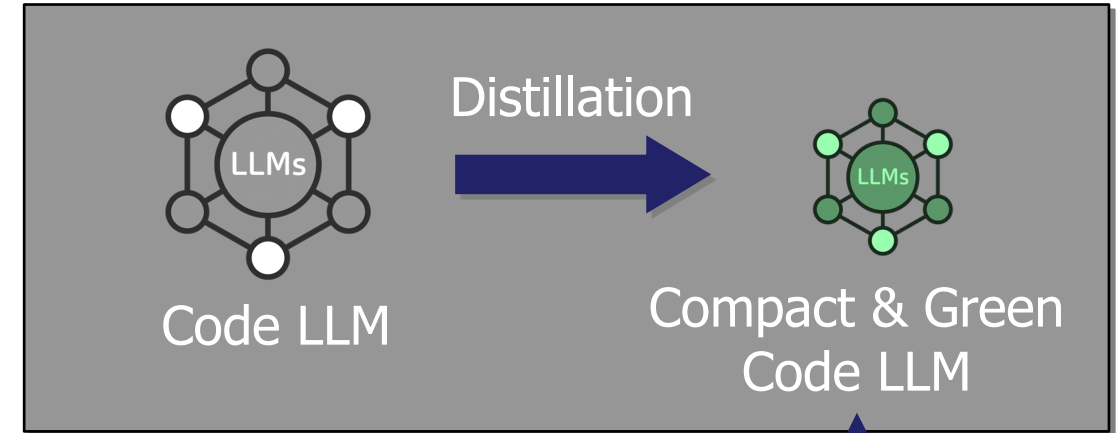 Distillation
LLMs
LLMs
Code LLM
Compact & Green
Code LLM